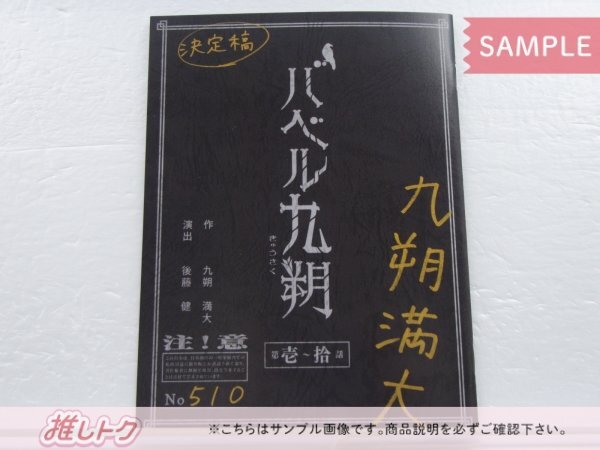 SAMPLE
決定稿
バベル九朔
きゅうさく
九朔満大
作 九朔 満大
演出 後藤 健
第壱~拾話
注!意
No 510
推しトク
※こちらはサンプル画像です。商品説明を必ずご確認下さい。